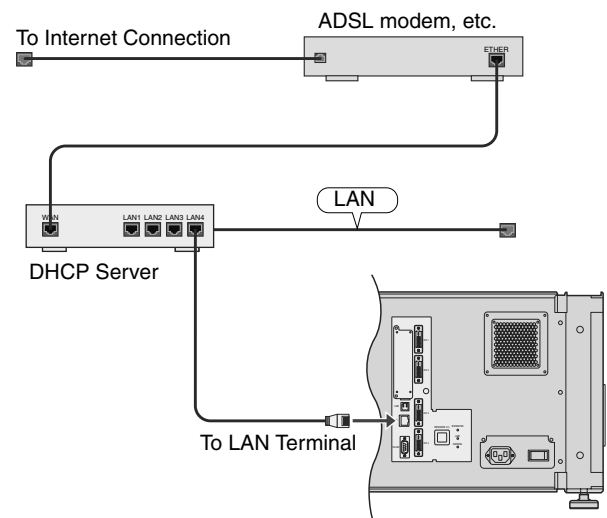 ADSL modem, etc.
To Internet Connection
ETHER
LAN
WAN
LAN1 LAN2 LAN3 LAN4
DHCP Server
To LAN Terminal